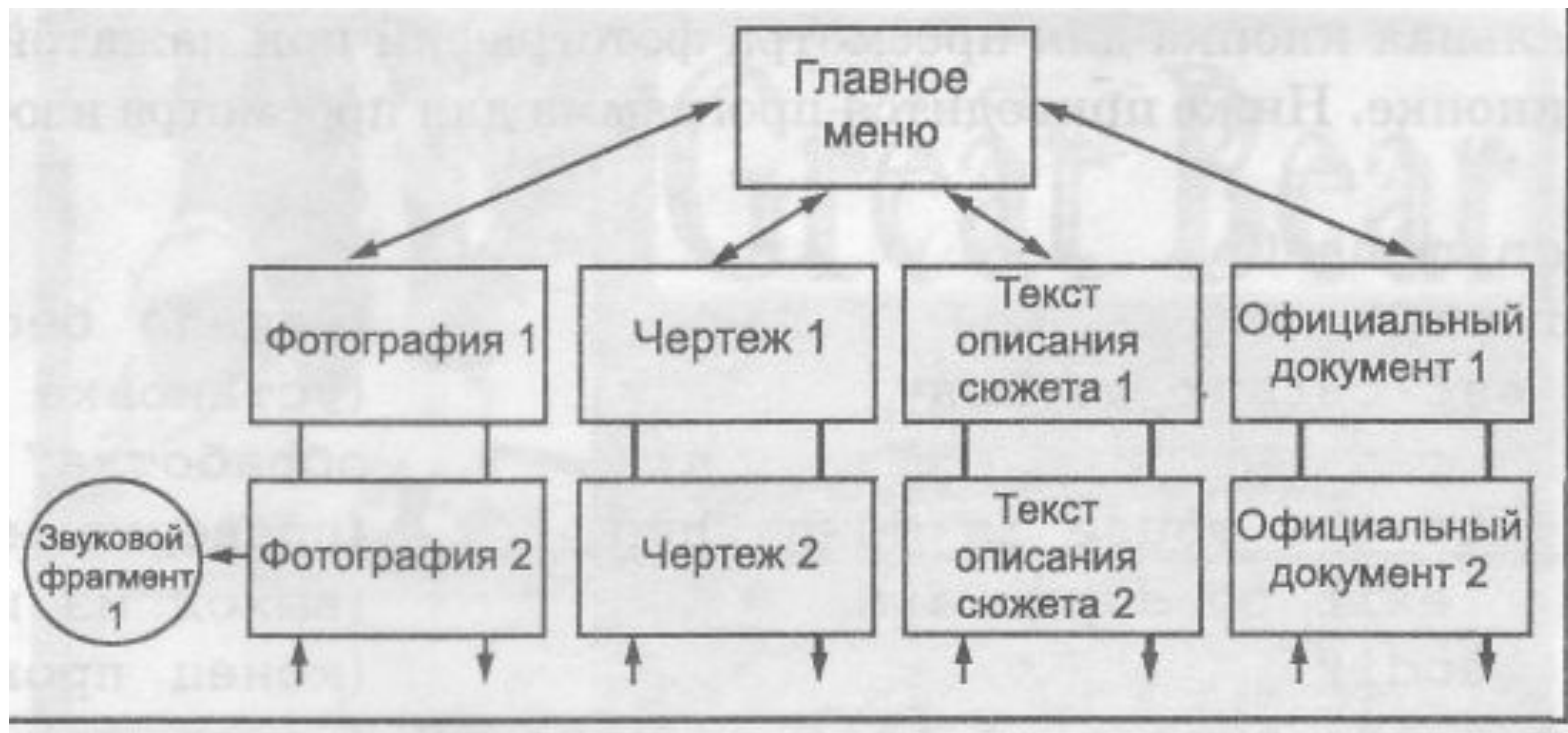 Главное
меню
Фотография 1
Чертеж 1
Текст
описания
сюжета 1
Официальный
документ 1
Звуковой
фрагмент
1
Фотография 2
Чертеж 2
Текст
описания
сюжета 2
Официальный
документ 2